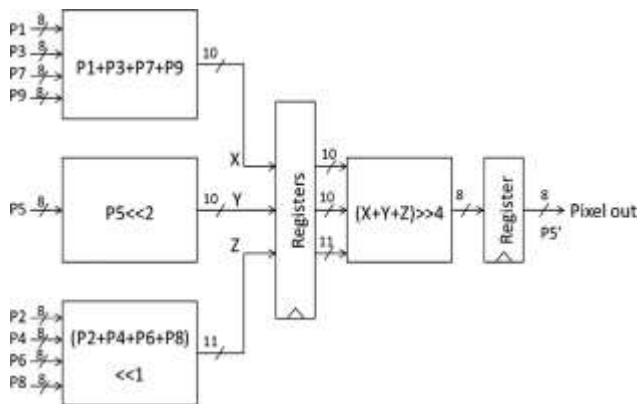 P1 8
P3 8
P7 8
P9 8
P1+P3+P7+P9
10
X
P5 8
P5<<2
10
Y
Z
P2 8
P4 8
P6 8
P8 8
(P2+P4+P6+P8)
<<1
11
Registers
10
10
11
(X+Y+Z)>>4
8
Register
8
Pixel out
P5'